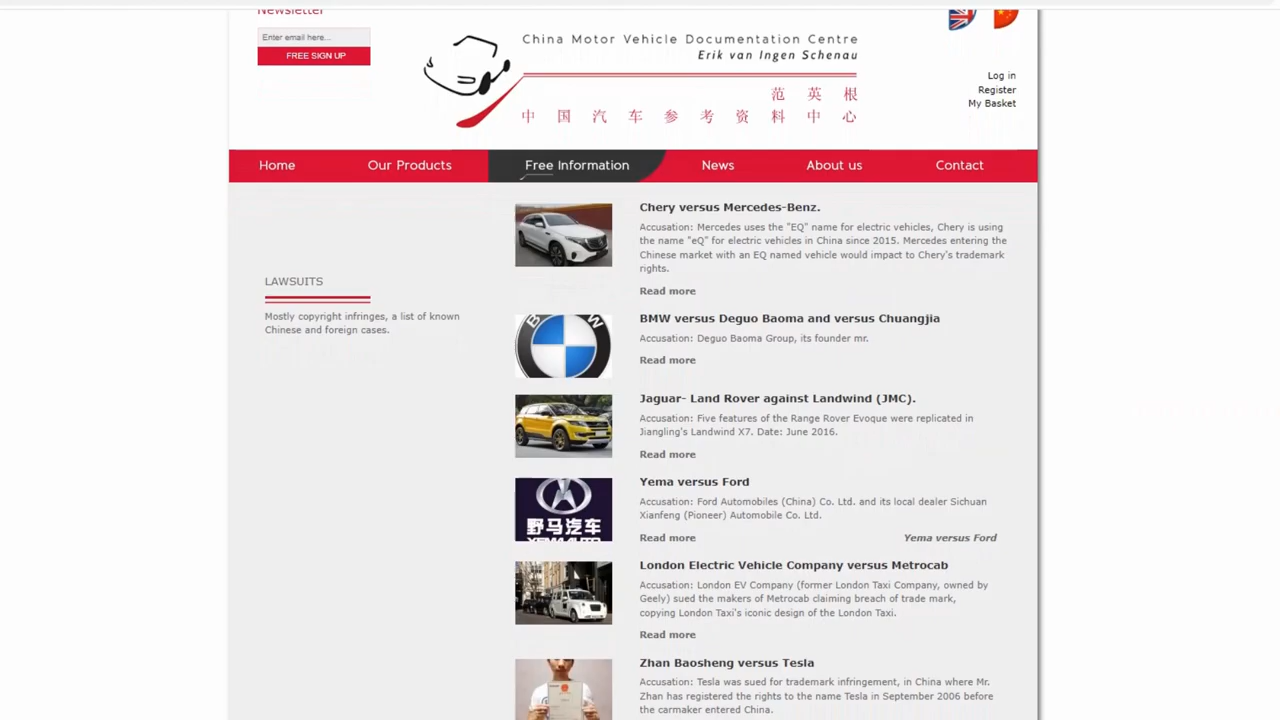 Newsletter
Enter email here...
FREE SIGN UP
China Motor Vehicle Documentation Centre
Erik van Ingen Schenau
范英根
中国汽车参考资料中心
Log in
Register
My Basket
Home
Our Products
Free Information
News
About us
Contact
LAWSUITS
Mostly copyright infringes, a list of known
Chinese and foreign cases.
Chery versus Mercedes-Benz.
Accusation: Mercedes uses the "EQ" name for electric vehicles, Chery is using
the name "eQ" for electric vehicles in China since 2015. Mercedes entering the
Chinese market with an EQ named vehicle would impact to Chery's trademark
rights.
Read more
BMW
BMW versus Deguo Baoma and versus Chuangjia
Accusation: Deguo Baoma Group, its founder mr.
Read more
Jaguar- Land Rover against Landwind (JMC).
Accusation: Five features of the Range Rover Evoque were replicated in
Jiangling's Landwind X7. Date: June 2016.
Read more
野马汽车
Yema versus Ford
Accusation: Ford Automobiles (China) Co. Ltd. and its local dealer Sichuan
Xianfeng (Pioneer) Automobile Co. Ltd.
Read more
Yema versus Ford
London Electric Vehicle Company versus Metrocab
Accusation: London EV Company (former London Taxi Company, owned by
Geely) sued the makers of Metrocab claiming breach of trade mark,
copying London Taxi's iconic design of the London Taxi.
Read more
Zhan Baosheng versus Tesla
Accusation: Tesla was sued for trademark infringement, in China where Mr.
Zhan has registered the rights to the name Tesla in September 2006 before
the carmaker entered China.